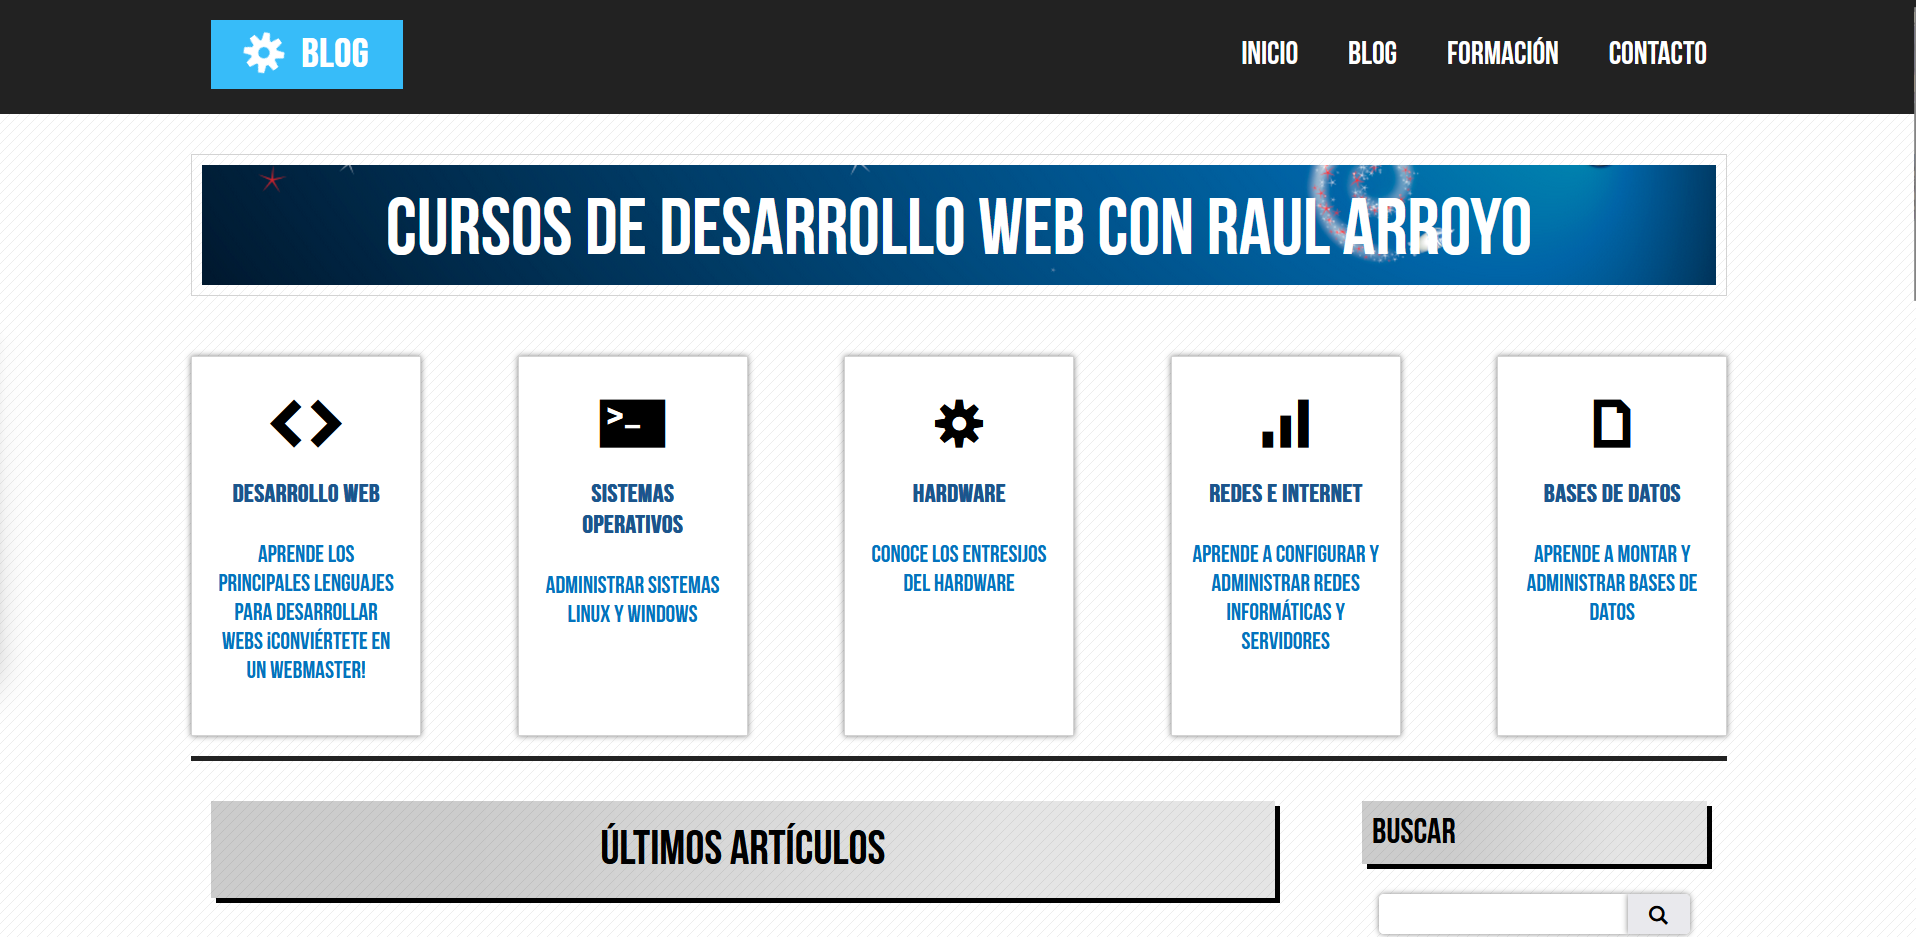 BLOG
INICIO BLOG FORMACIÓN CONTACTO
CURSOS DE DESARROLLO WEB CON RAUL ARROYO
>_
DESARROLLO WEB
APRENDE LOS
PRINCIPALES LENGUAJES
PARA DESARROLLAR
WEBS ¡CONVIÉRTETE EN
UN WEBMASTER!
SISTEMAS
OPERATIVOS
ADMINISTRAR SISTEMAS
LINUX Y WINDOWS
HARDWARE
CONOCE LOS ENTRESIJOS
DEL HARDWARE
REDES E INTERNET
APRENDE A CONFIGURAR Y
ADMINISTRAR REDES
INFORMÁTICAS Y
SERVIDORES
BASES DE DATOS
APRENDE A MONTAR Y
ADMINISTRAR BASES DE
DATOS
ÚLTIMOS ARTÍCULOS
BUSCAR